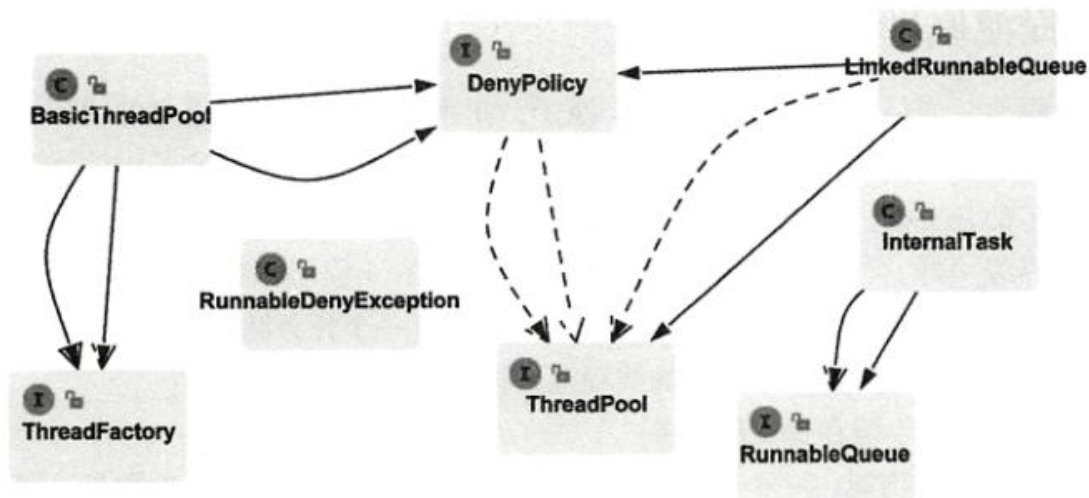 I
DenyPolicy
C
LinkedRunnableQueue
C
BasicThreadPool
C
InternalTask
C
RunnableDenyException
I
ThreadFactory
I
ThreadPool
I
RunnableQueue